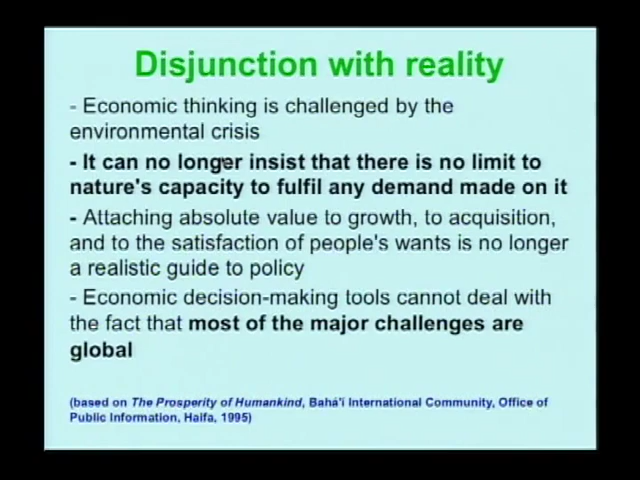 Disjunction with reality
- Economic thinking is challenged by the
environmental crisis
- It can no longer insist that there is no limit to
nature's capacity to fulfil any demand made on it
- Attaching absolute value to growth, to acquisition,
and to the satisfaction of people's wants is no longer
a realistic guide to policy
- Economic decision-making tools cannot deal with
the fact that most of the major challenges are
global
(based on The Prosperity of Humankind, Bahá'í International Community, Office of
Public Information, Haifa, 1995)